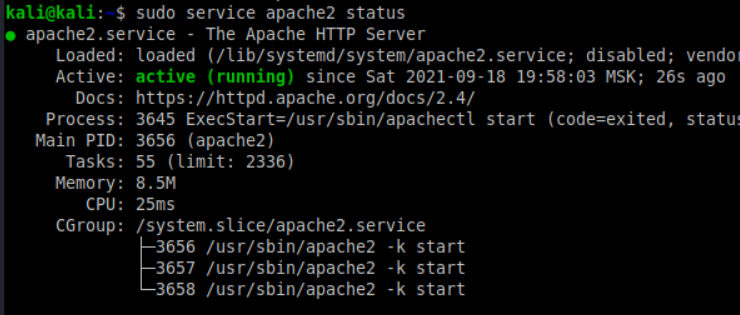 kali@kali:~$ sudo service apache2 status
● apache2.service - The Apache HTTP Server
Loaded: loaded (/lib/systemd/system/apache2.service; disabled; vendor
Active: active (running) since Sat 2021-09-18 19:58:03 MSK; 26s ago
Docs: https://httpd.apache.org/docs/2.4/
Process: 3645 ExecStart=/usr/sbin/apachectl start (code=exited, status
Main PID: 3656 (apache2)
Tasks: 55 (limit: 2336)
Memory: 8.5M
CPU: 25ms
CGroup: /system.slice/apache2.service
├─3656 /usr/sbin/apache2 -k start
├─3657 /usr/sbin/apache2 -k start
└─3658 /usr/sbin/apache2 -k start